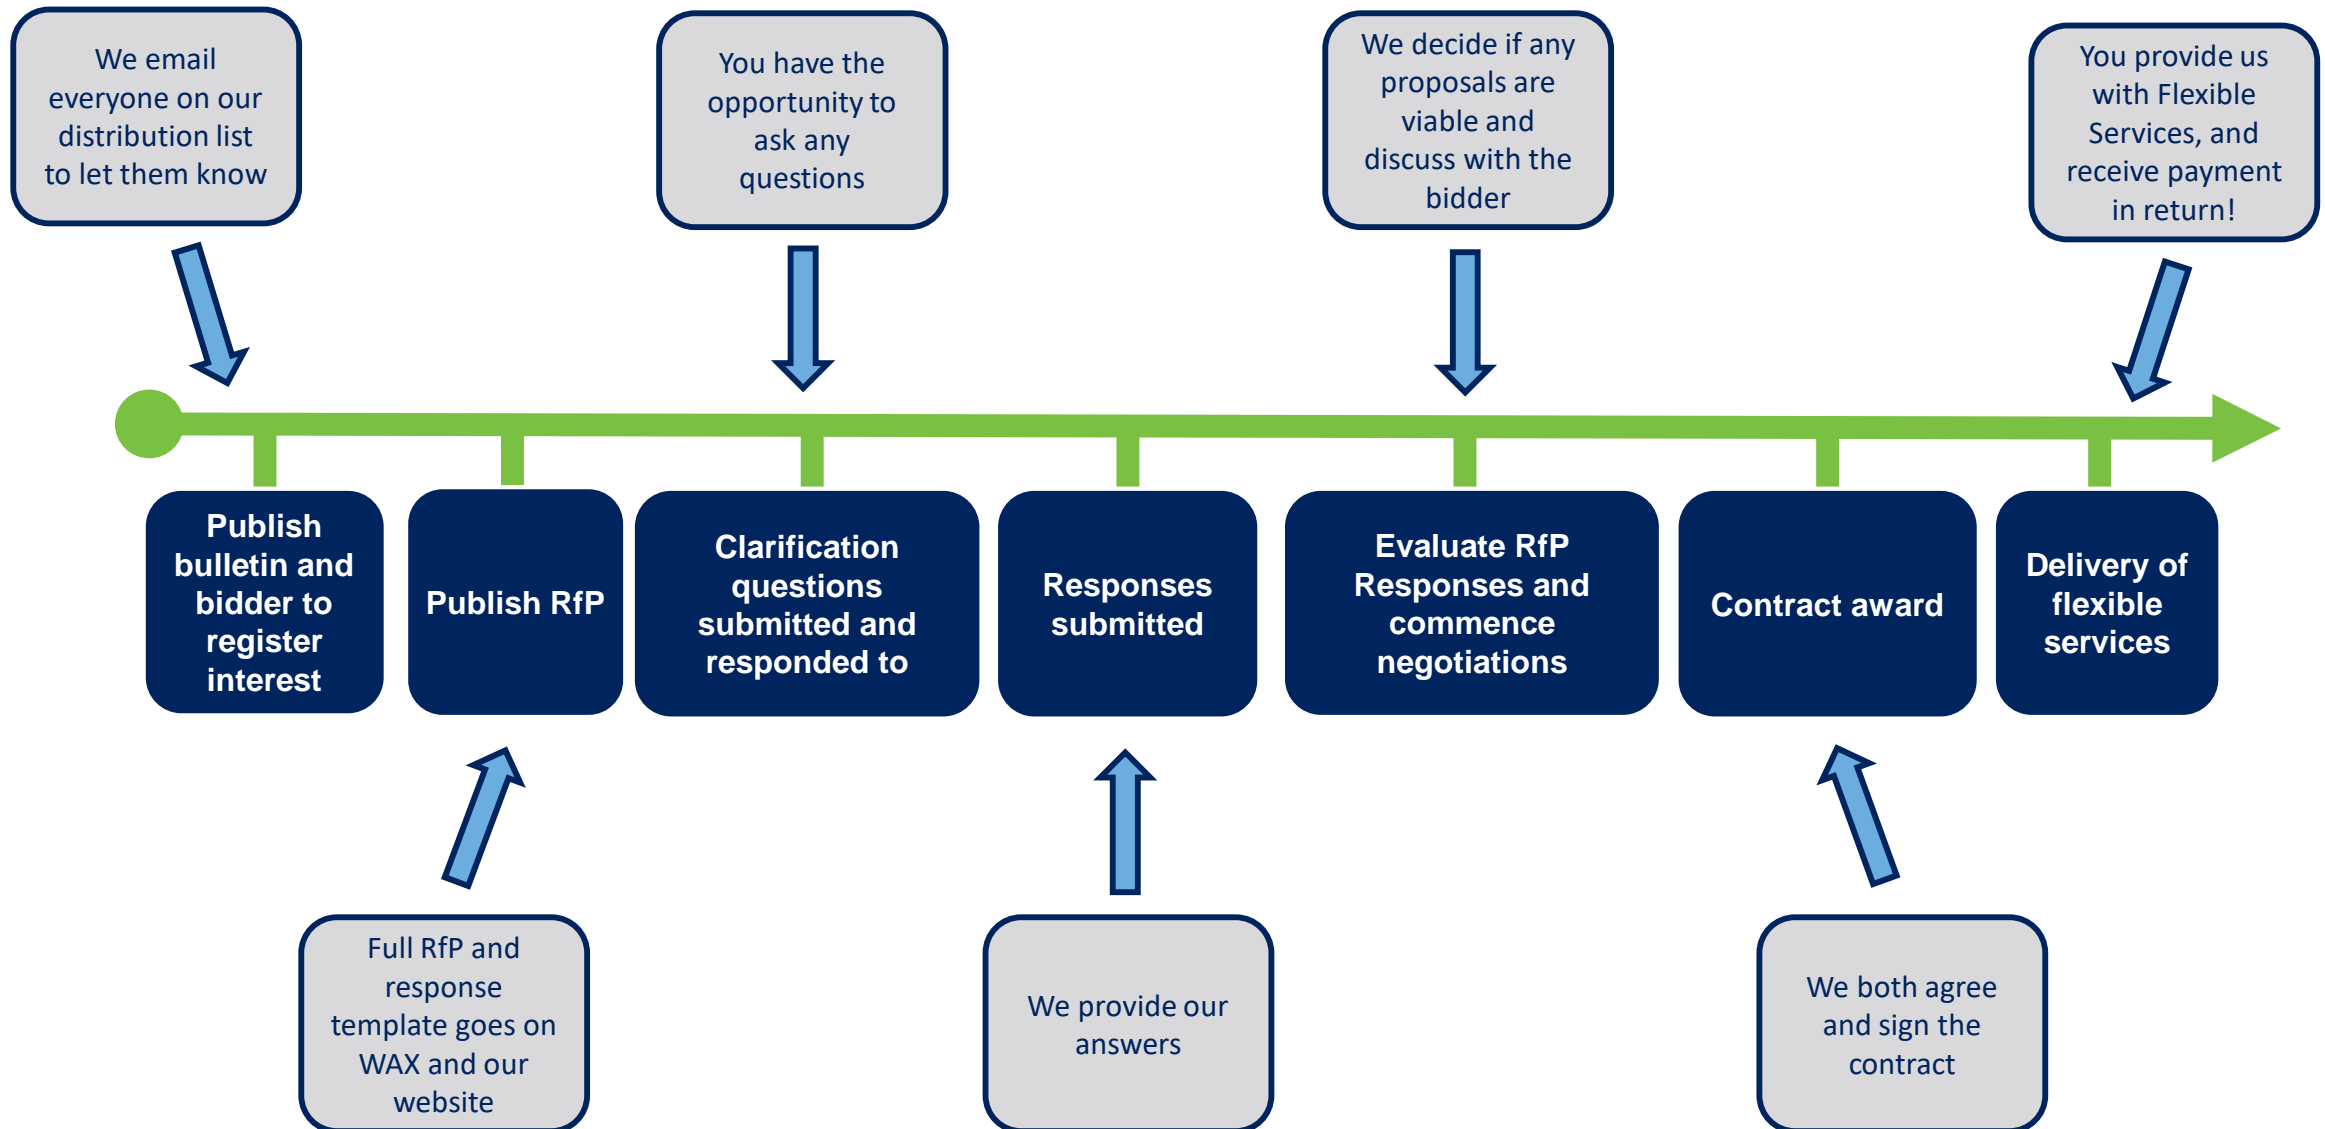 We email
everyone on our
distribution list
to let them know
You have the
opportunity to
ask any
questions
We decide if any
proposals are
viable and
discuss with the
bidder
You provide us
with Flexible
Services, and
receive payment
in return!
Publish
bulletin and
bidder to
register
interest
Publish RfP
Clarification
questions
submitted and
responded to
Responses
submitted
Evaluate RfP
Responses and
commence
negotiations
Contract award
Delivery of
flexible
services
Full RfP and
response
template goes on
WAX and our
website
We provide our
answers
We both agree
and sign the
contract